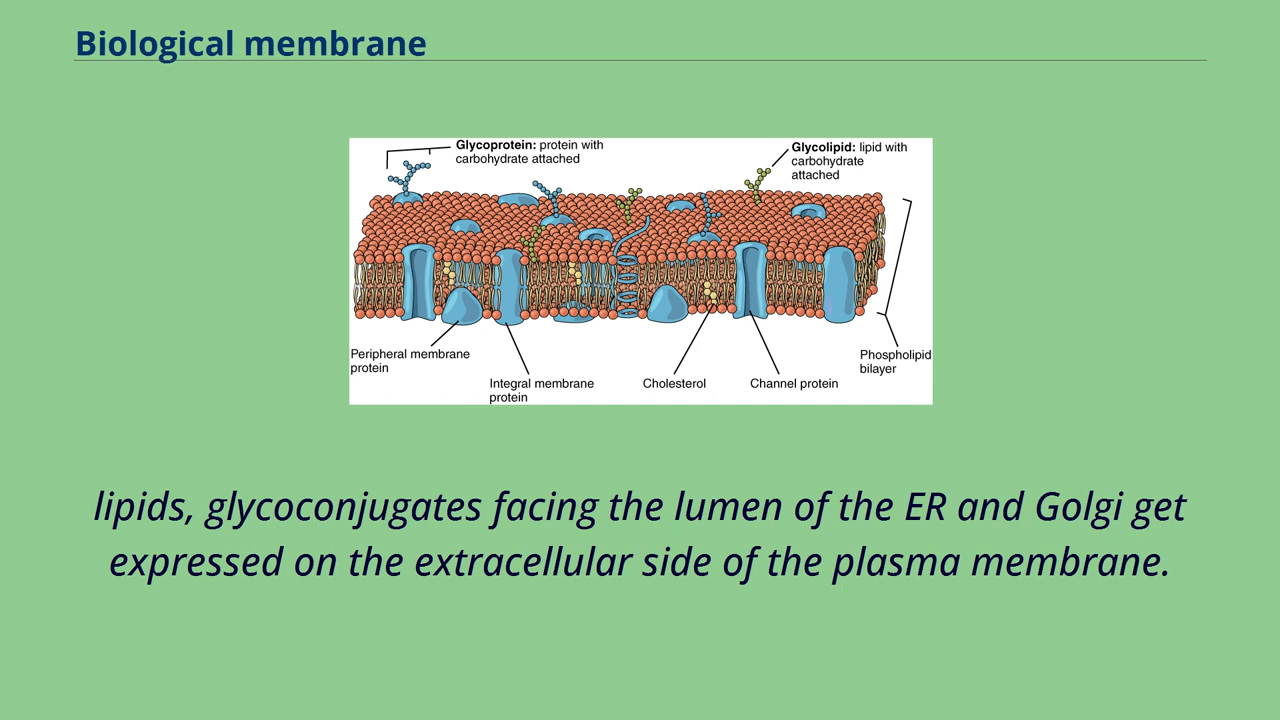 Biological membrane
Glycoprotein: protein with
carbohydrate attached
Glycolipid: lipid with
carbohydrate
attached
Peripheral membrane
protein
Integral membrane
protein
Cholesterol
Channel protein
Phospholipid
bilayer
lipids, glycoconjugates facing the lumen of the ER and Golgi get
expressed on the extracellular side of the plasma membrane.